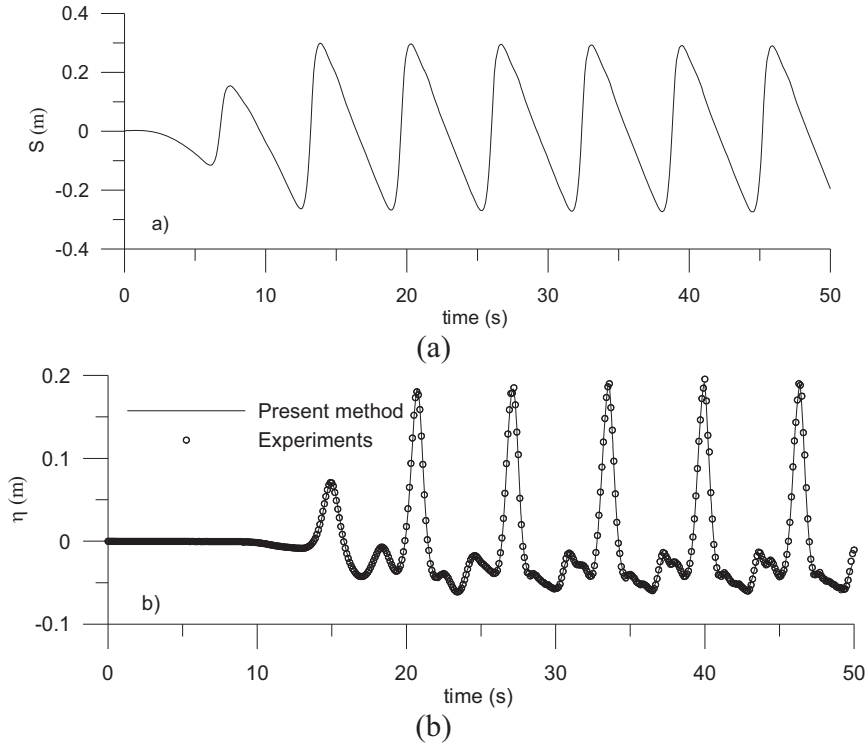 0.4
0.2
0
-0.2
-0.4
S (m)
a)
0 10 20 30 40 50
time (s)
(a)
0.2
0.1
0
-0.1
η (m)
Present method
Experiments
b)
0 10 20 30 40 50
time (s)
(b)